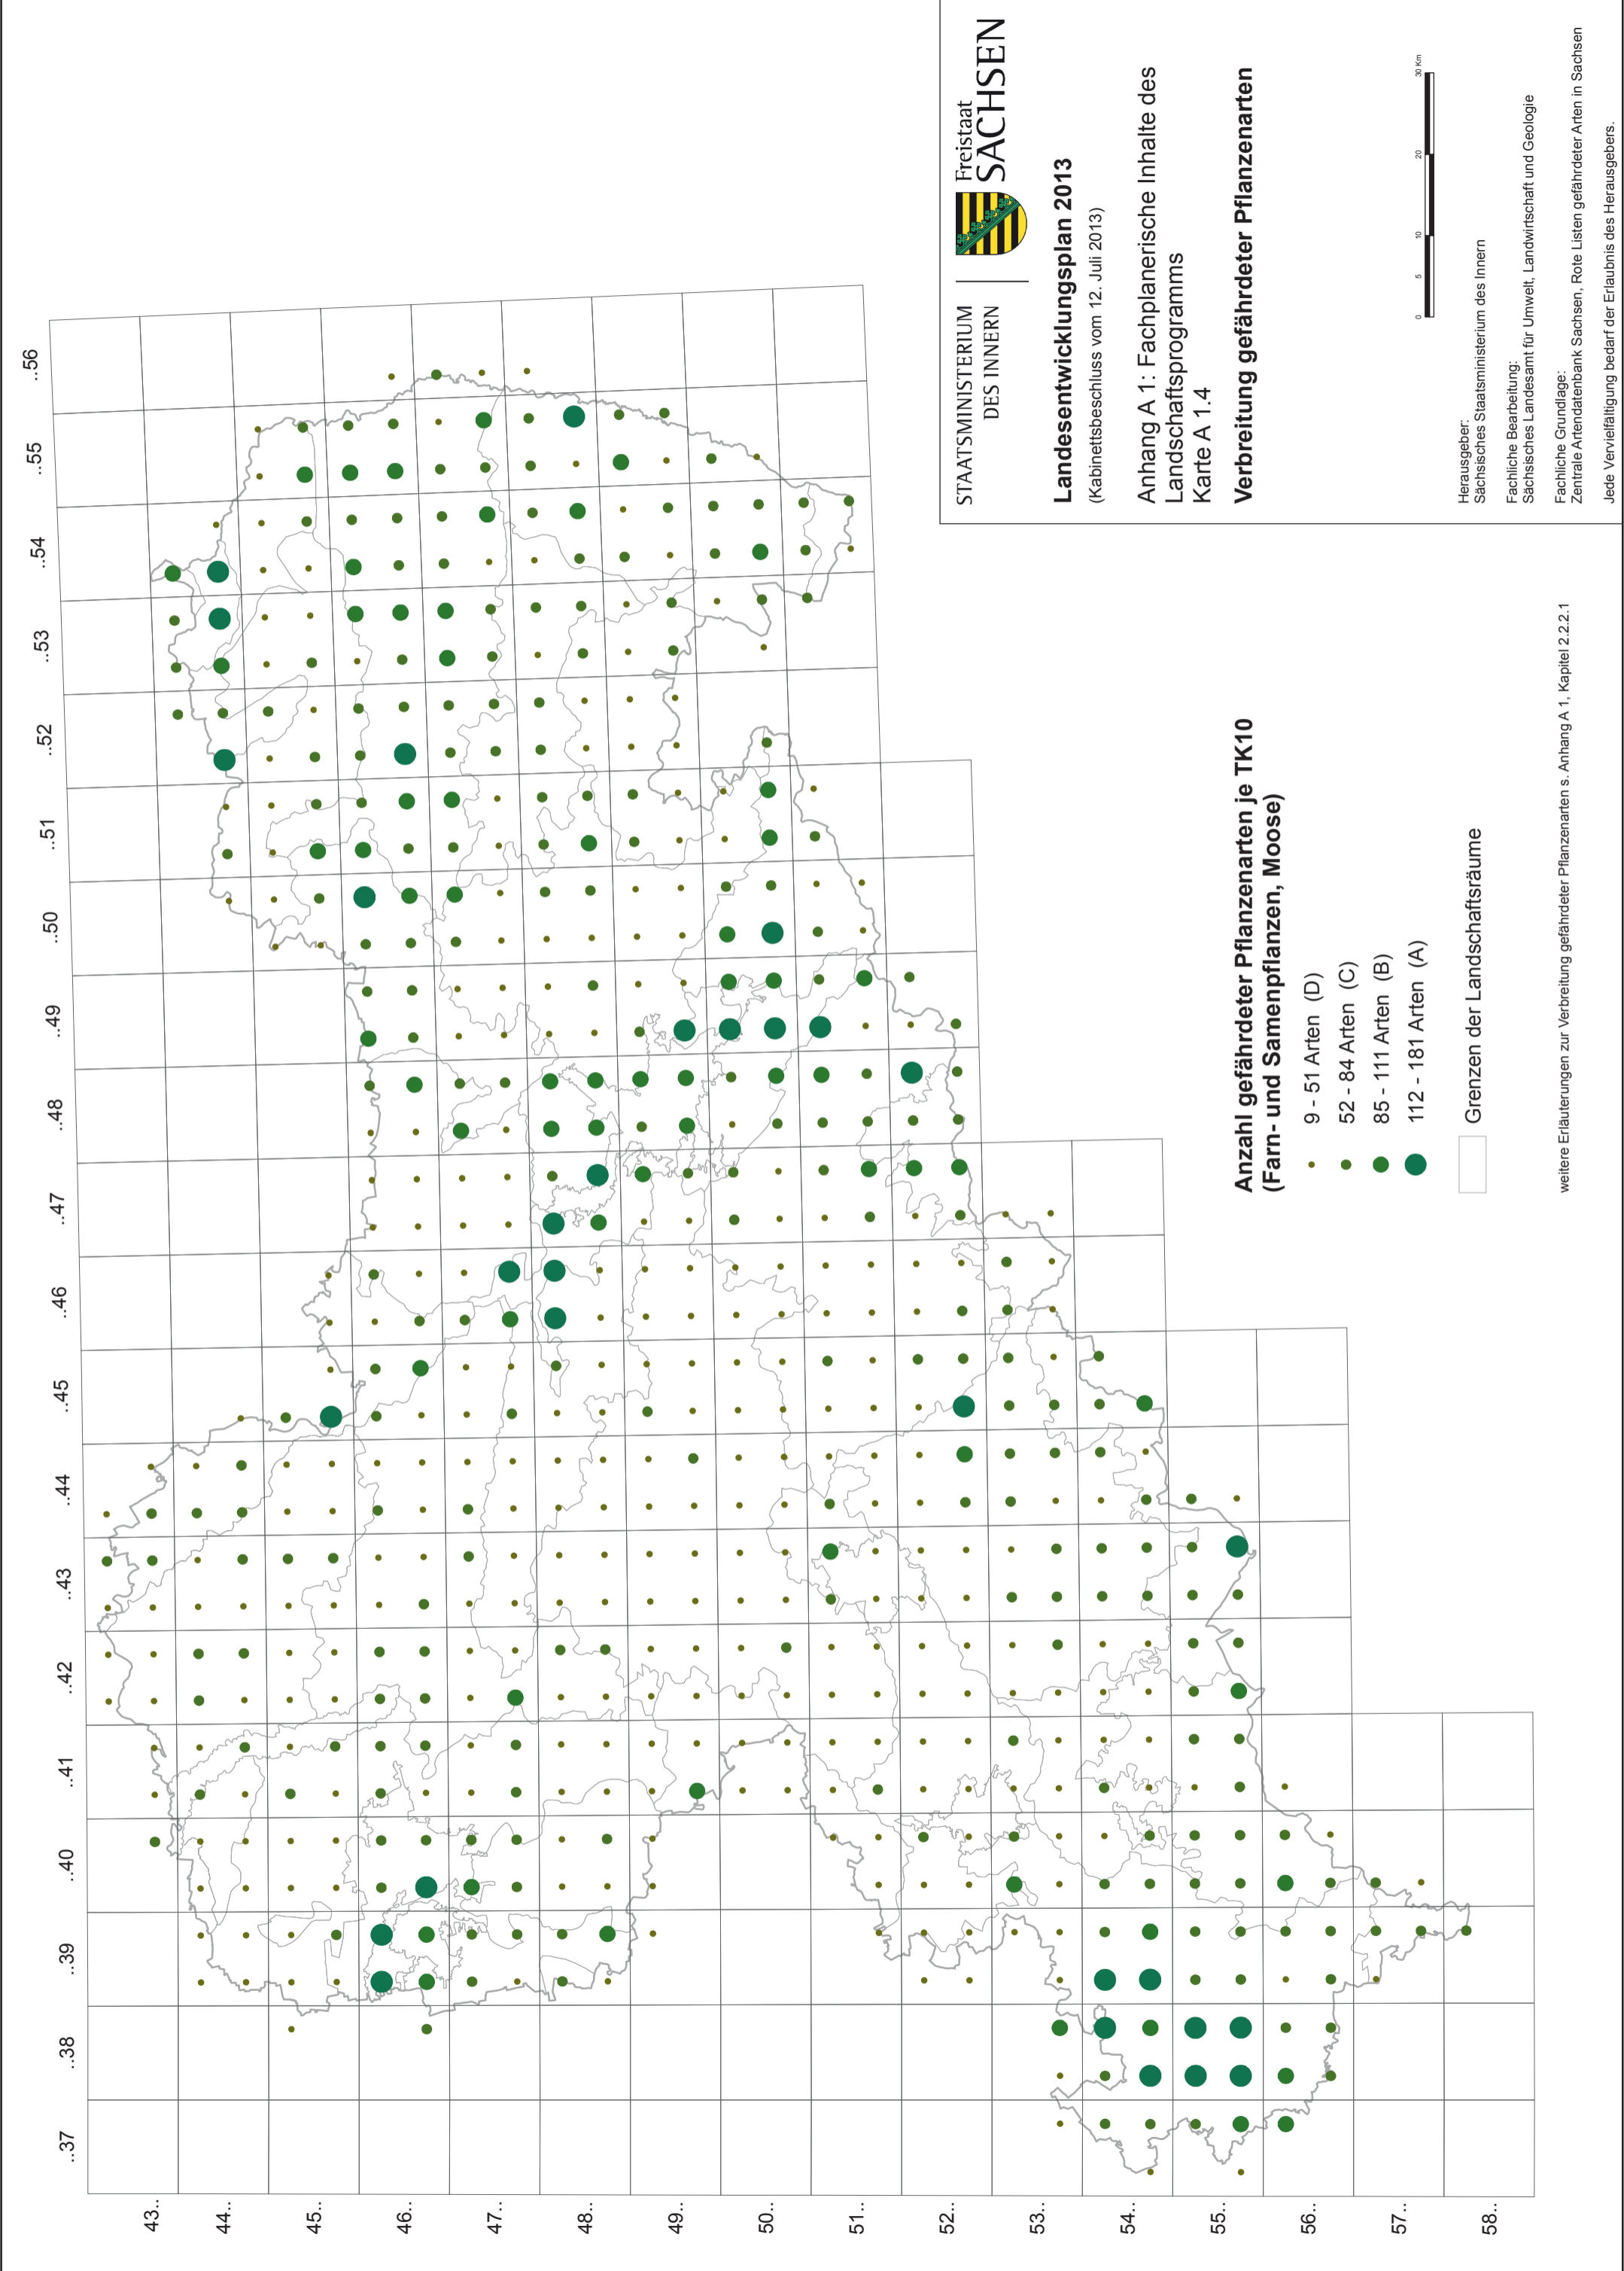 ..37
..38
..39
..40
..41
..42
..43
..44
..45
..46
..47
..48
..49
..50
..51
..52
..53
..54
..55
..56
43..
44..
45..
46..
47..
48..
49..
50..
51..
52..
53..
54..
55..
56..
57..
58..
Anzahl gefährdeter Pflanzenarten je TK10
(Farn- und Samenpflanzen, Moose)
9 - 51 Arten (D)
52 - 84 Arten (C)
85 - 111 Arten (B)
112 - 181 Arten (A)
Grenzen der Landschaftsräume
weitere Erläuterungen zur Verbreitung gefährdeter Pflanzenarten s. Anhang A 1, Kapitel 2.2.2.1
STAATSMINISTERIUM
DES INNERN
Freistaat
SACHSEN
Landesentwicklungsplan 2013
(Kabinettsbeschluss vom 12. Juli 2013)
Anhang A 1: Fachplanerische Inhalte des
Landschaftsprogramms
Karte A 1.4
Verbreitung gefährdeter Pflanzenarten
0 5 10 20 30 Km
Herausgeber:
Sächsisches Staatsministerium des Innern
Fachliche Bearbeitung:
Sächsisches Landesamt für Umwelt, Landwirtschaft und Geologie
Fachliche Grundlage:
Zentrale Artendatenbank Sachsen, Rote Listen gefährdeter Arten in Sachsen
Jede Vervielfältigung bedarf der Erlaubnis des Herausgebers.